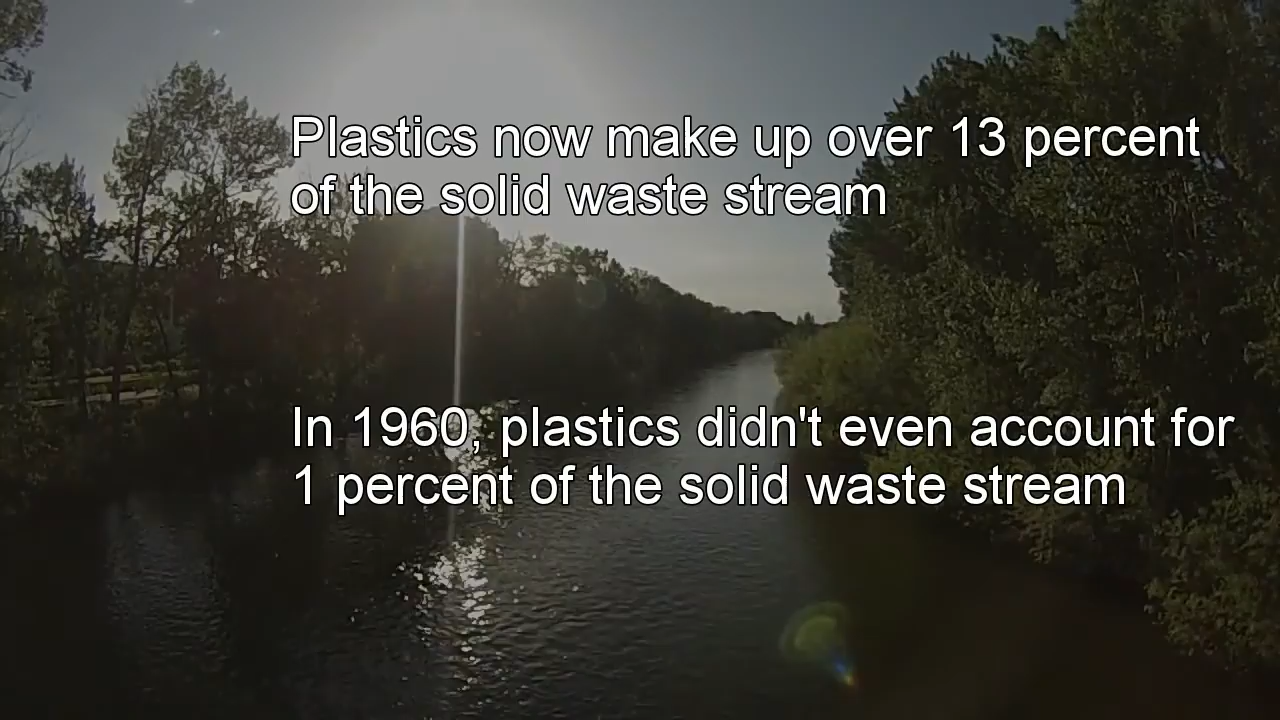 Plastics now make up over 13 percent
of the solid waste stream
In 1960, plastics didn't even account for
1 percent of the solid waste stream